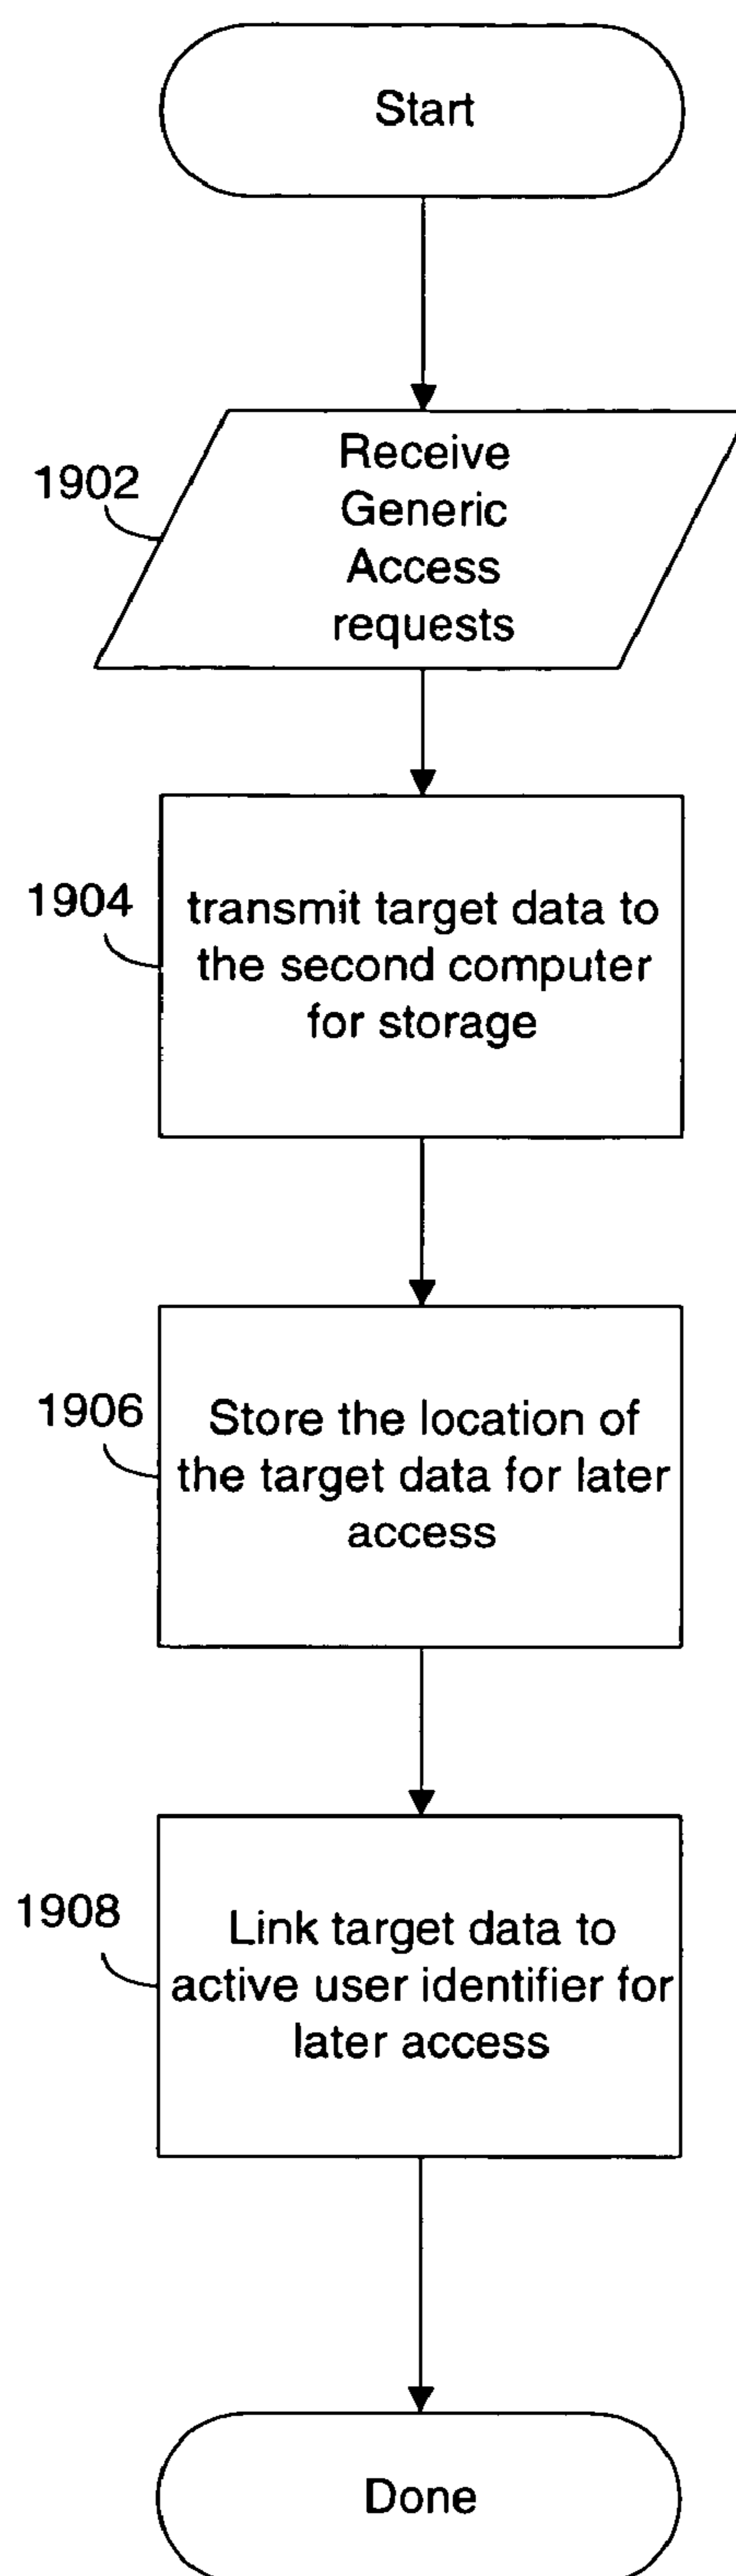 Start
1902
Receive
Generic
Access
requests
1904
transmit target data to
the second computer
for storage
1906
Store the location of
the target data for later
access
1908
Link target data to
active user identifier for
later access
Done